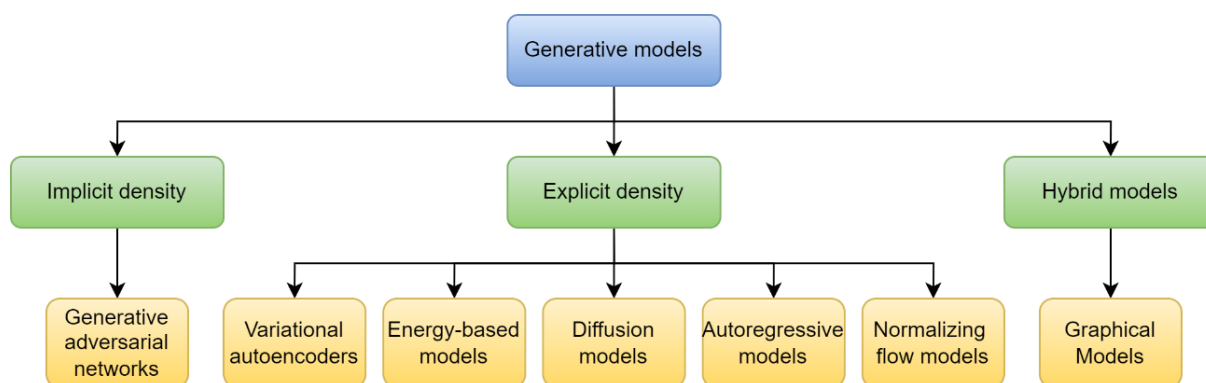 Generative models
Implicit density
Explicit density
Hybrid models
Generative
adversarial
networks
Variational
autoencoders
Energy-based
models
Diffusion
models
Autoregressive
models
Normalizing
flow models
Graphical
Models